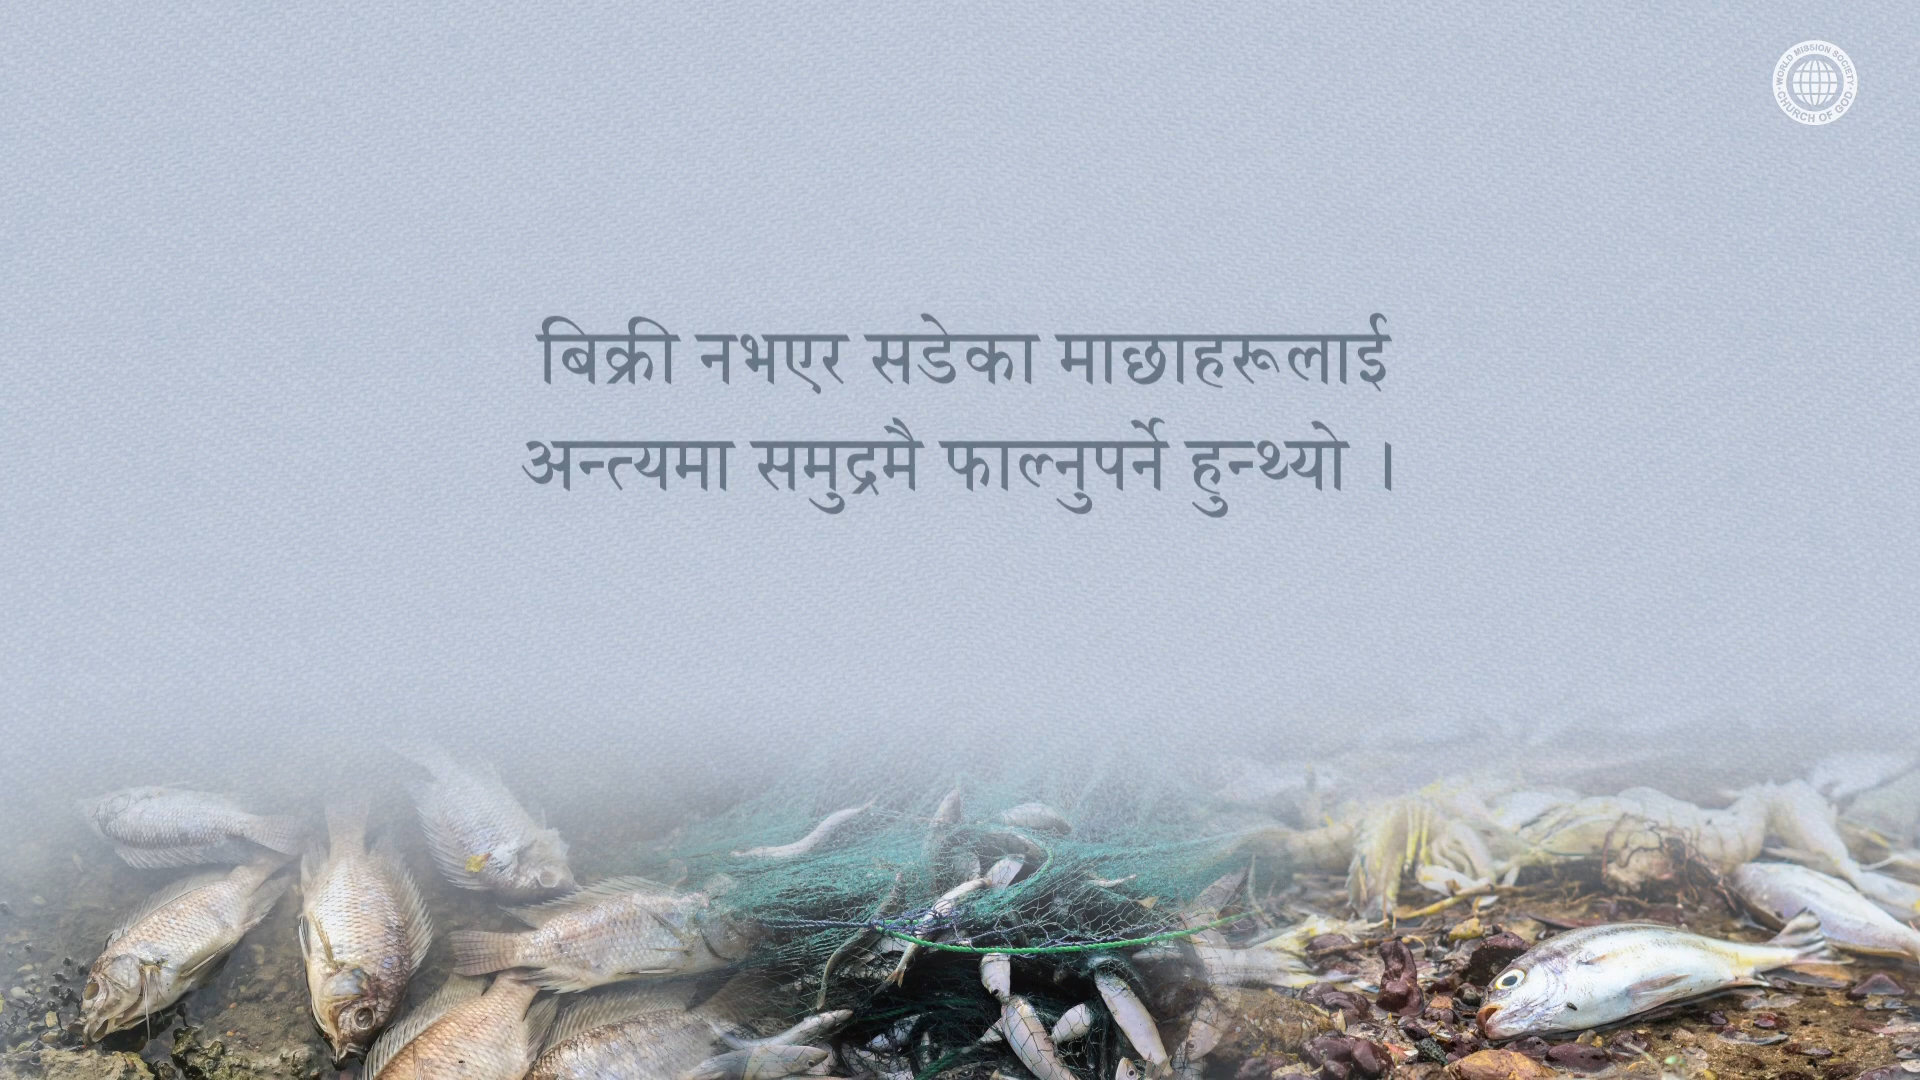 WORLD MISSION SOCIETY
CHURCH OF GOD
बिक्री नभएर सडेका माछाहरूलाई
अन्त्यमा समुद्रमै फाल्नुपर्ने हुन्थ्यो ।